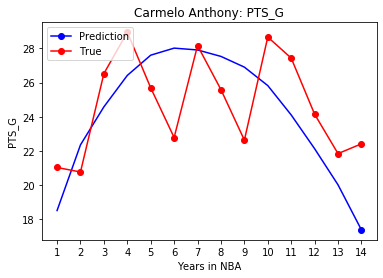 Carmelo Anthony: PTS_G
Prediction
True
28
26
24
22
20
18
PTS_G
1 2 3 4 5 6 7 8 9 10 11 12 13 14
Years in NBA